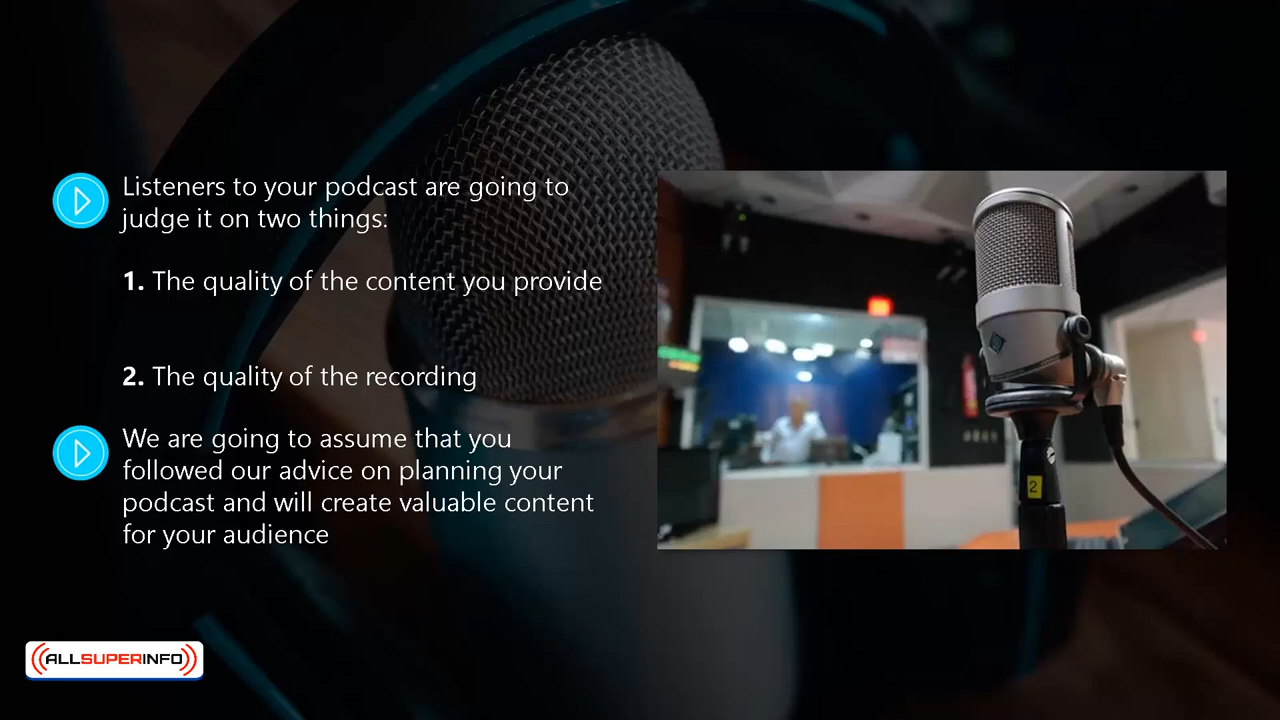 Listeners to your podcast are going to
judge it on two things:
1. The quality of the content you provide
2. The quality of the recording
We are going to assume that you
followed our advice on planning your
podcast and will create valuable content
for your audience
2
ALLSUPERINFO